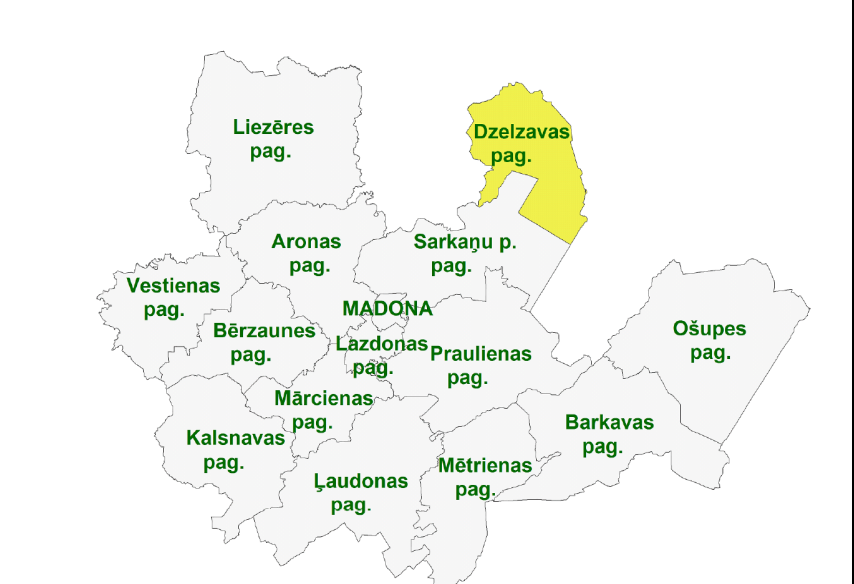 Liezēres
pag.
Dzelzavas
pag.
Aronas
pag.
Sarkaņu p.
pag.
Vestienas
pag.
MADONA
Bērzaunes
pag.
Lazdonas
pag.
Praulienas
pag.
Ošupes
pag.
Mārcienas
pag.
Kalsnavas
pag.
Barkavas
pag.
Ļaudonas
pag.
Mētrienas
pag.